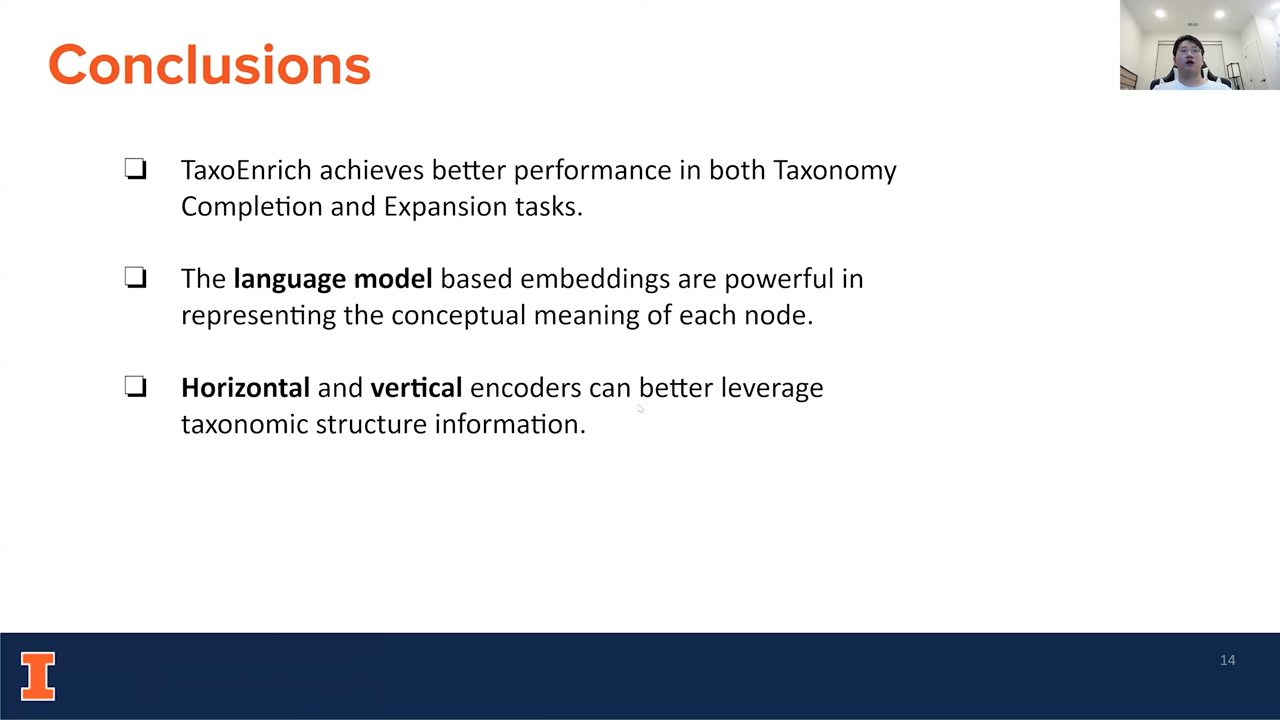 Conclusions
❏ TaxoEnrich achieves better performance in both Taxonomy
Completion and Expansion tasks.
❏ The language model based embeddings are powerful in
representing the conceptual meaning of each node.
❏ Horizontal and vertical encoders can better leverage
taxonomic structure information.
I
14